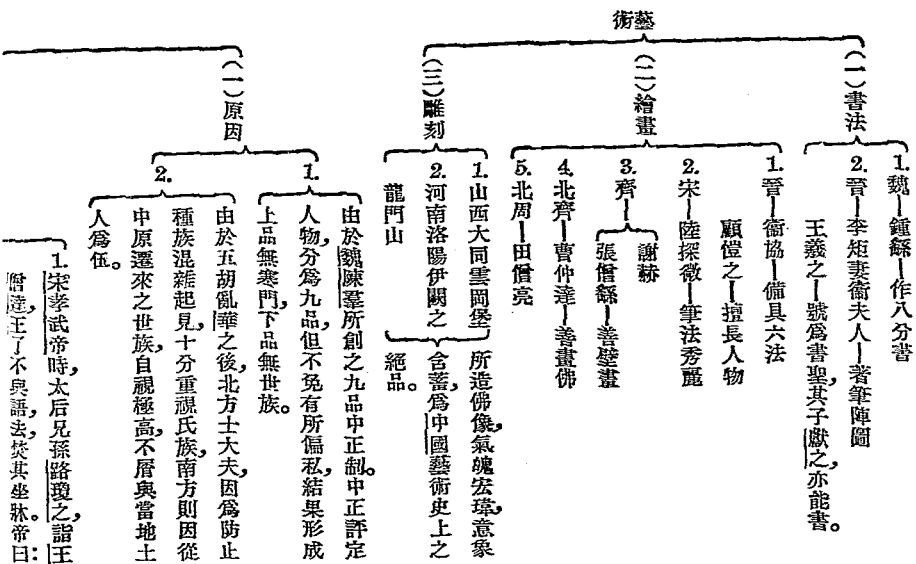 藝術
(一)書法
1.魏—鍾繇—作八分書
2.晉—李矩妻衞夫人—著筆陣圖
王羲之—號爲書聖,其子獻之,亦能書。
(二)繪畫
1.晉—衞協—備具六法
顧愷之—擅長人物
2.宋—陸探微—筆法秀麗
3.齊—
謝赫
張僧繇—善壁畫
4.北齊—曹仲達—善畫佛
5.北周—田僧亮
(三)雕刻
1.山西大同雲岡堡
2.河南洛陽伊闕之
龍門山
所造佛像,氣魄宏瑋,意象
含蓄,爲中國藝術史上之
絕品。
(一)原因
1.
由於魏陳羣所創之九品中正制。中正評定
人物,分爲九品,但不免有所偏私,結果形成
上品無寒門,下品無世族。
2.
由於五胡亂華之後,北方士大夫,因爲防止
種族混雜起見,十分重視氏族,南方則因從
中原遷來之世族,自視極高,不屑與當地土
人爲伍。
1.宋孝武帝時,太后兄孫路瓊之,詣王
僧達,王了不與語,去,焚其坐牀。帝曰: